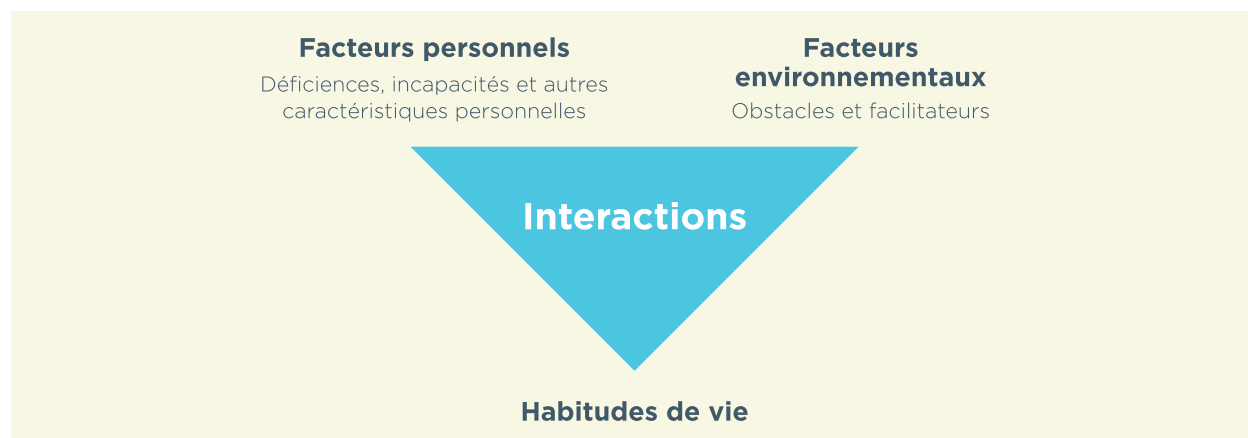 Facteurs personnels
Déficiences, incapacités et autres
caractéristiques personnelles
Facteurs
environnementaux
Obstacles et facilitateurs
Interactions
Habitudes de vie